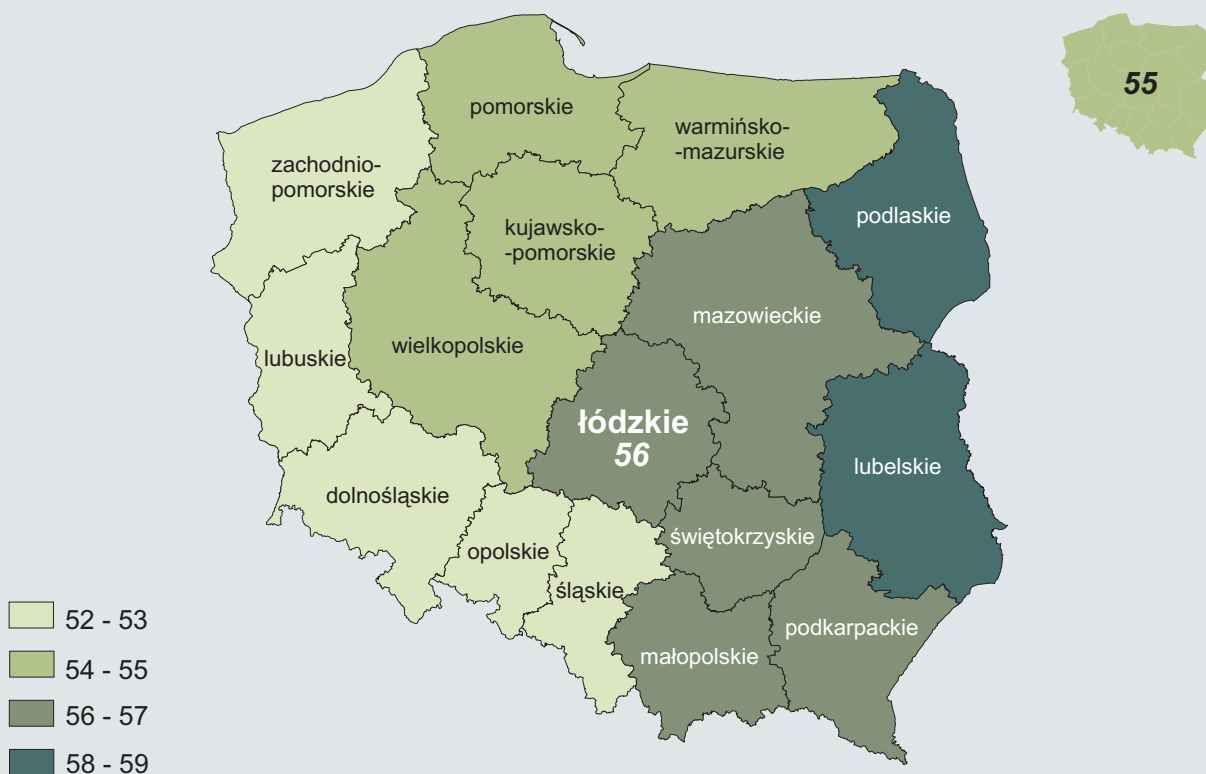 55
pomorskie
warmińsko-
-mazurskie
zachodnio-
pomorskie
podlaskie
kujawsko-
-pomorskie
mazowieckie
wielkopolskie
lubuskie
łódzkie
56
lubelskie
dolnośląskie
opolskie
świętokrzyskie
śląskie
podkarpackie
małopolskie
52 - 53
54 - 55
56 - 57
58 - 59